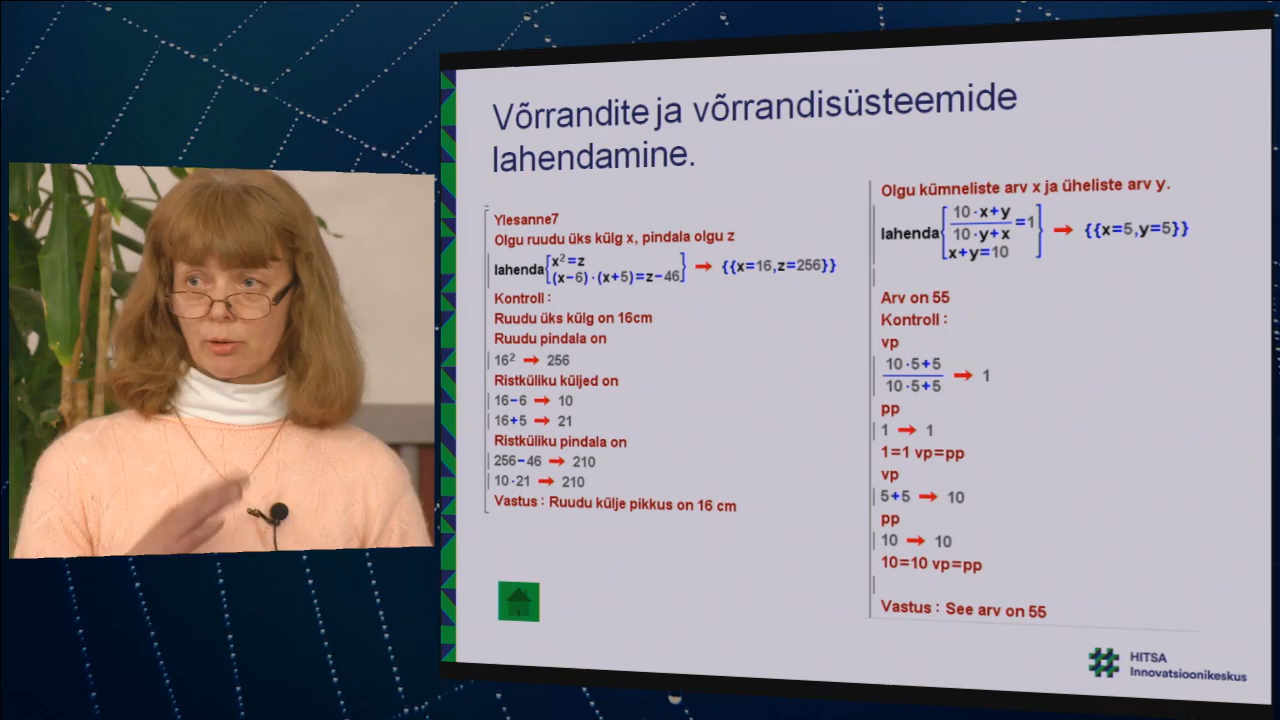 Võrrandite ja võrrandisüsteemide
lahendamine.
Ylesanne7
Olgu ruudu üks külg x, pindala olgu z
lahenda{x²=z
(x-6)·(x+5)=z-46} → {{x=16,z=256}}
Kontroll:
Ruudu üks külg on 16cm
Ruudu pindala on
16² → 256
Ristküliku küljed on
16-6 → 10
16+5 → 21
Ristküliku pindala on
256-46 → 210
10·21 → 210
Vastus: Ruudu külje pikkus on 16 cm
Olgu kümneliste arv x ja üheliste arv y.
10·x+y
lahenda{ 10·y+x =1 } → {{x=5,y=5}}
x+y=10
Arv on 55
Kontroll:
vp
10·5+5
10·5+5 → 1
pp
1 → 1
1=1 vp=pp
vp
5+5 → 10
pp
10 → 10
10=10 vp=pp
Vastus: See arv on 55
HITSA
Innovatsioonikeskus